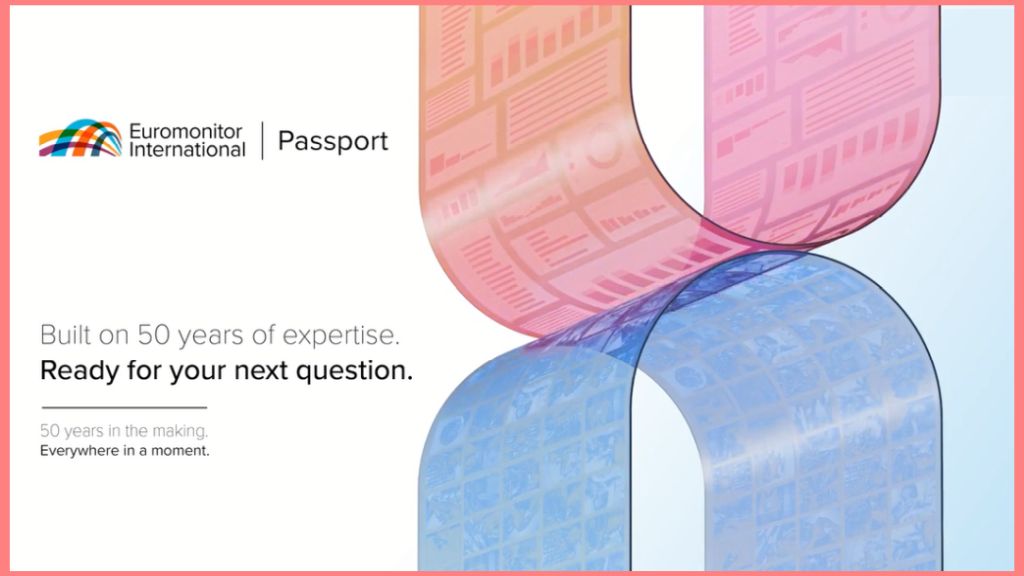 Euromonitor
International
Passport
Built on 50 years of expertise.
Ready for your next question.
50 years in the making.
Everywhere in a moment.